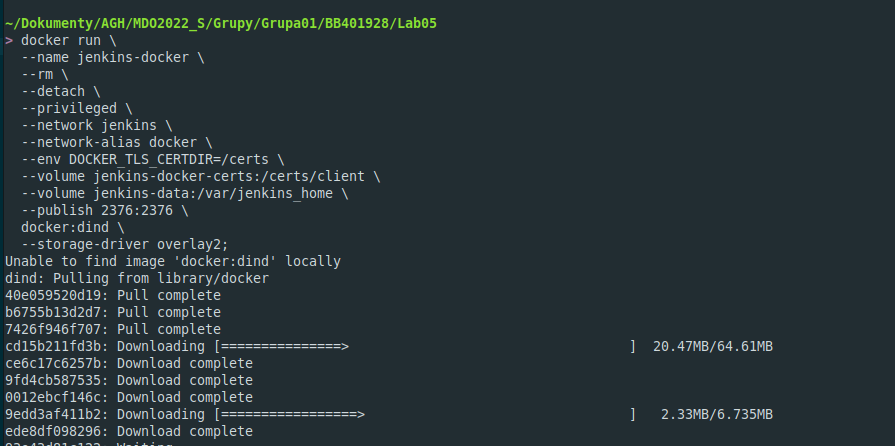 ~/Dokumenty/AGH/MDO2022_S/Grupy/Grupa01/BB401928/Lab05
> docker run \
--name jenkins-docker \
--rm \
--detach \
--privileged \
--network jenkins \
--network-alias docker \
--env DOCKER_TLS_CERTDIR=/certs \
--volume jenkins-docker-certs:/certs/client \
--volume jenkins-data:/var/jenkins_home \
--publish 2376:2376 \
docker:dind \
--storage-driver overlay2;
Unable to find image 'docker:dind' locally
dind: Pulling from library/docker
40e059520d19: Pull complete
b6755b13d2d7: Pull complete
7426f946f707: Pull complete
cd15b211fd3b: Downloading [===============>                                   ]  20.47MB/64.61MB
ce6c17c6257b: Download complete
9fd4cb587535: Download complete
0012ebcf146c: Download complete
9edd3af411b2: Downloading [=================>                                 ]   2.33MB/6.735MB
ede8df098296: Download complete